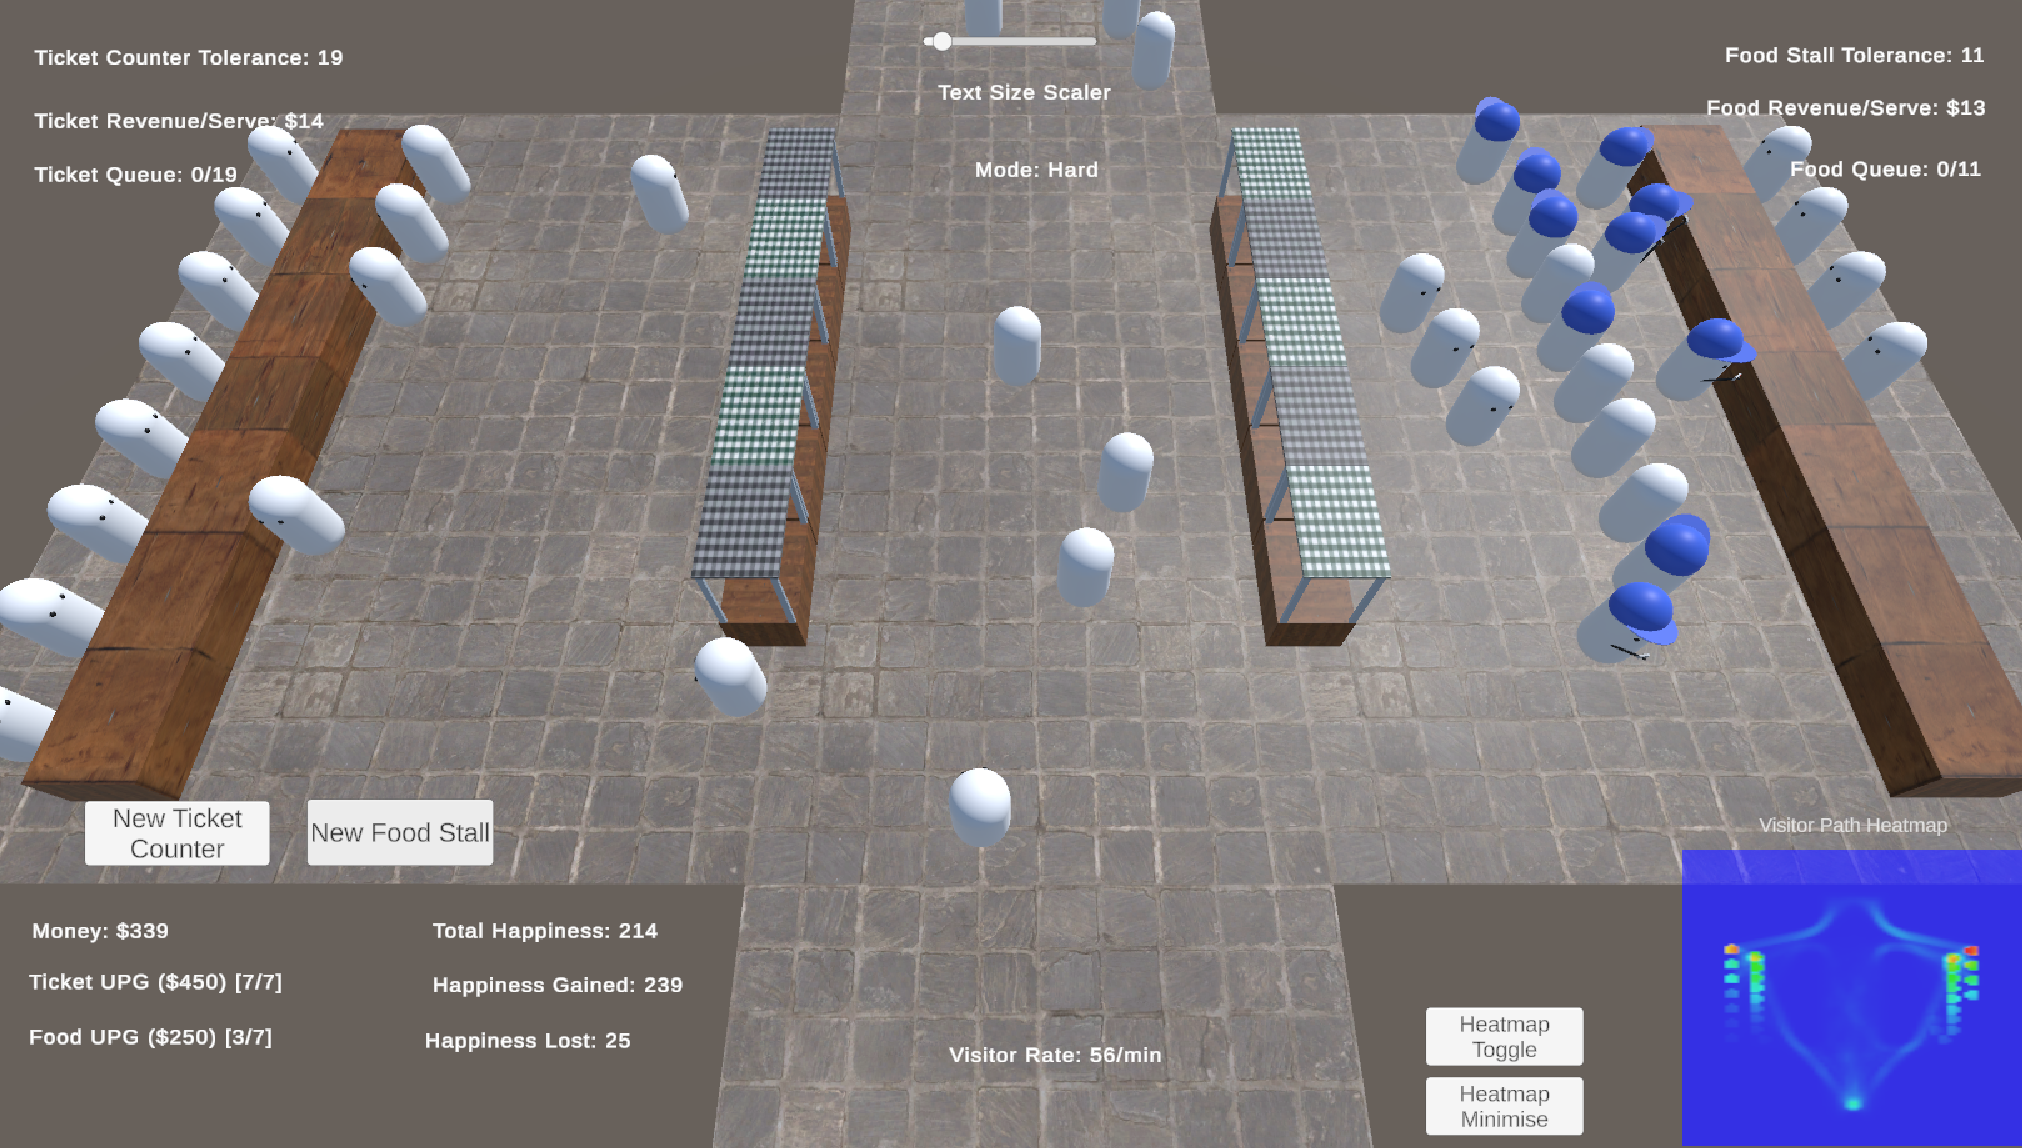 Ticket Counter Tolerance: 19
Ticket Revenue/Serve: $14
Ticket Queue: 0/19
Text Size Scaler
Mode: Hard
Food Stall Tolerance: 11
Food Revenue/Serve: $13
Food Queue: 0/11
New Ticket
Counter
New Food Stall
Money: $339
Ticket UPG ($450) [7/7]
Food UPG ($250) [3/7]
Total Happiness: 214
Happiness Gained: 239
Happiness Lost: 25
Visitor Rate: 56/min
Heatmap
Toggle
Heatmap
Minimise
Visitor Path Heatmap